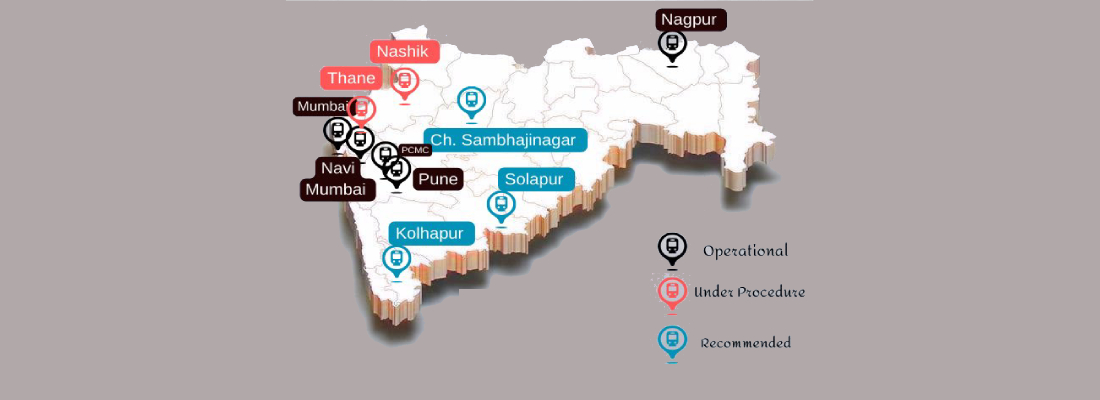 Nagpur
Nashik
Thane
Mumbai
Ch. Sambhajinagar
PCMC
Navi
Mumbai
Pune
Solapur
Kolhapur
Operational
Under Procedure
Recommended